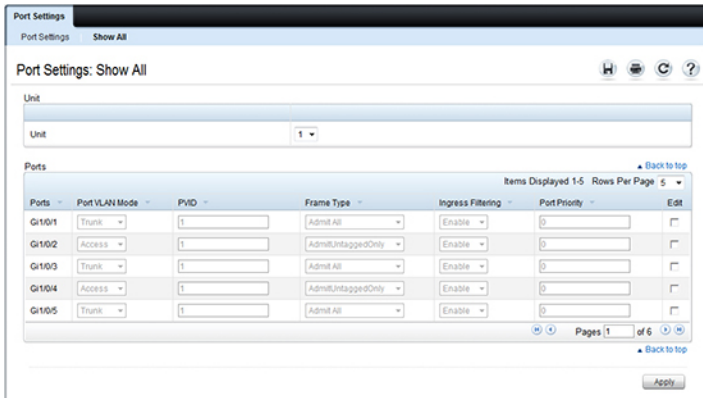 Port Settings
Port Settings Show All
Port Settings: Show All
?
Unit
Unit 1
Ports Back to top
Items Displayed 1-5 Rows Per Page 5
Ports Port VLAN Mode PVID Frame Type Ingress Filtering Port Priority Edit
Gi1/0/1 Trunk 1 Admit All Enable 0
Gi1/0/2 Access 1 AdmitUntaggedOnly Enable 0
Gi1/0/3 Trunk 1 Admit All Enable 0
Gi1/0/4 Access 1 AdmitUntaggedOnly Enable 0
Gi1/0/5 Trunk 1 Admit All Enable 0
Pages 1 of 6
Back to top
Apply